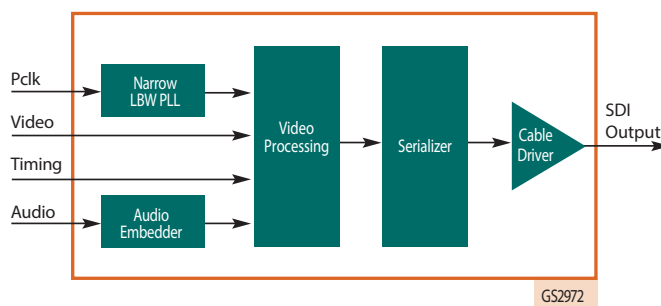 Pclk
Narrow
LBW PLL
Video
Timing
Audio
Audio
Embedder
Video
Processing
Serializer
Cable
Driver
SDI
Output
GS2972